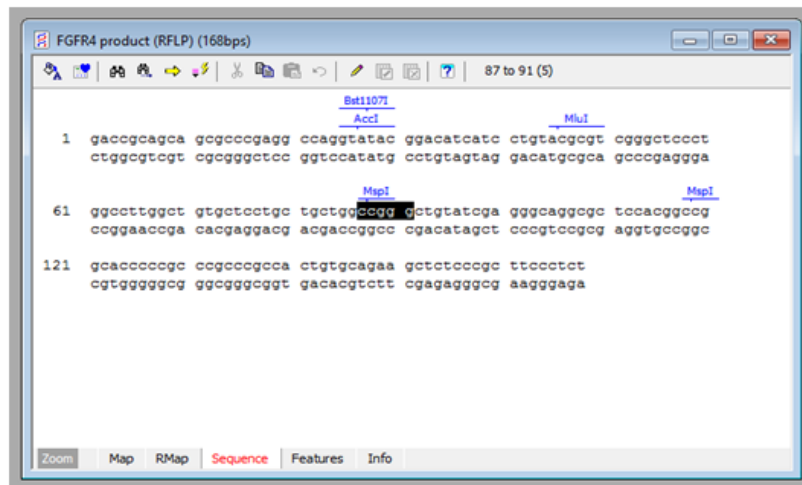 FGFR4 product (RFLP) (168bps)
87 to 91 (5)
Bst1107I
AccI MluI
1 gaccgcagca gcgcccgagg ccaggtatac ggacatcatc ctgtacgcgt cgggctccct
ctggcgtcgt cgcgggctcc ggtccatatg cctgtagtag gacatgcgca gcccgaggga
MspI MspI
61 ggccttggct gtgctcctgc tgctggccgg gctgtatcga gggcaggcgc tccacggccg
ccggaaccga cacgaggacg acgaccggcc cgacatagct cccgtccgcg aggtgccggc
121 gcacccccgc ccgcccgcca ctgtgcagaa gctctcccgc ttccctct
cgtgggggcg ggcgggcggt gacacgtctt cgagagggcg aagggaga
Zoom Map RMap Sequence Features Info